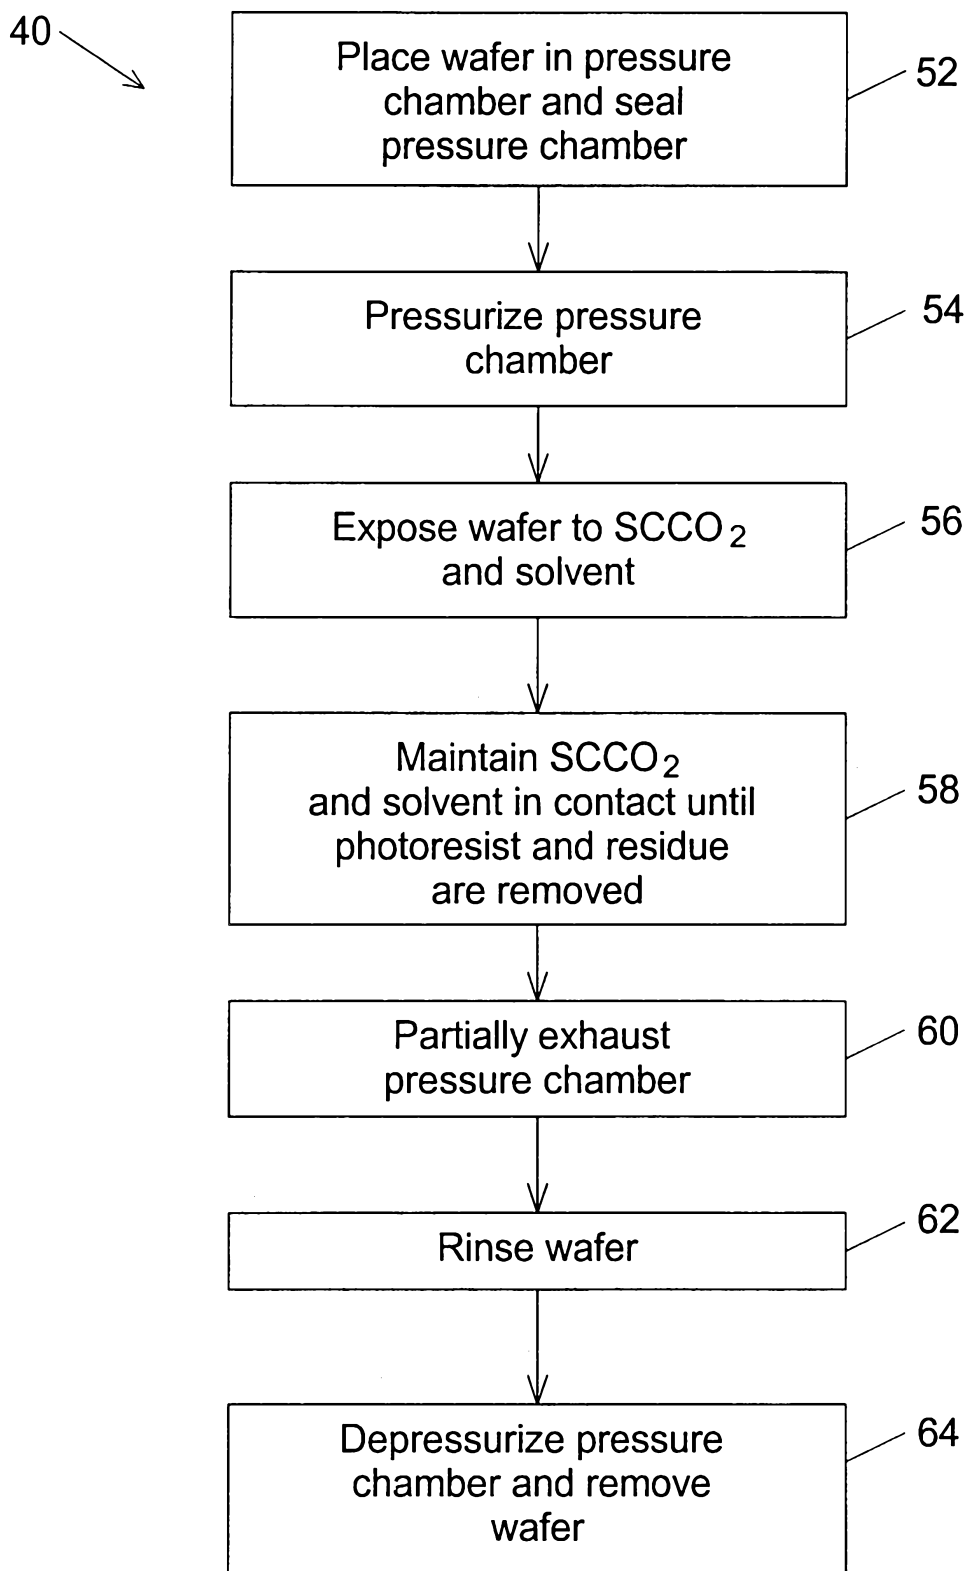 40
Place wafer in pressure
chamber and seal
pressure chamber
52
Pressurize pressure
chamber
54
Expose wafer to SCCO2
and solvent
56
Maintain SCCO2
and solvent in contact until
photoresist and residue
are removed
58
Partially exhaust
pressure chamber
60
Rinse wafer
62
Depressurize pressure
chamber and remove
wafer
64